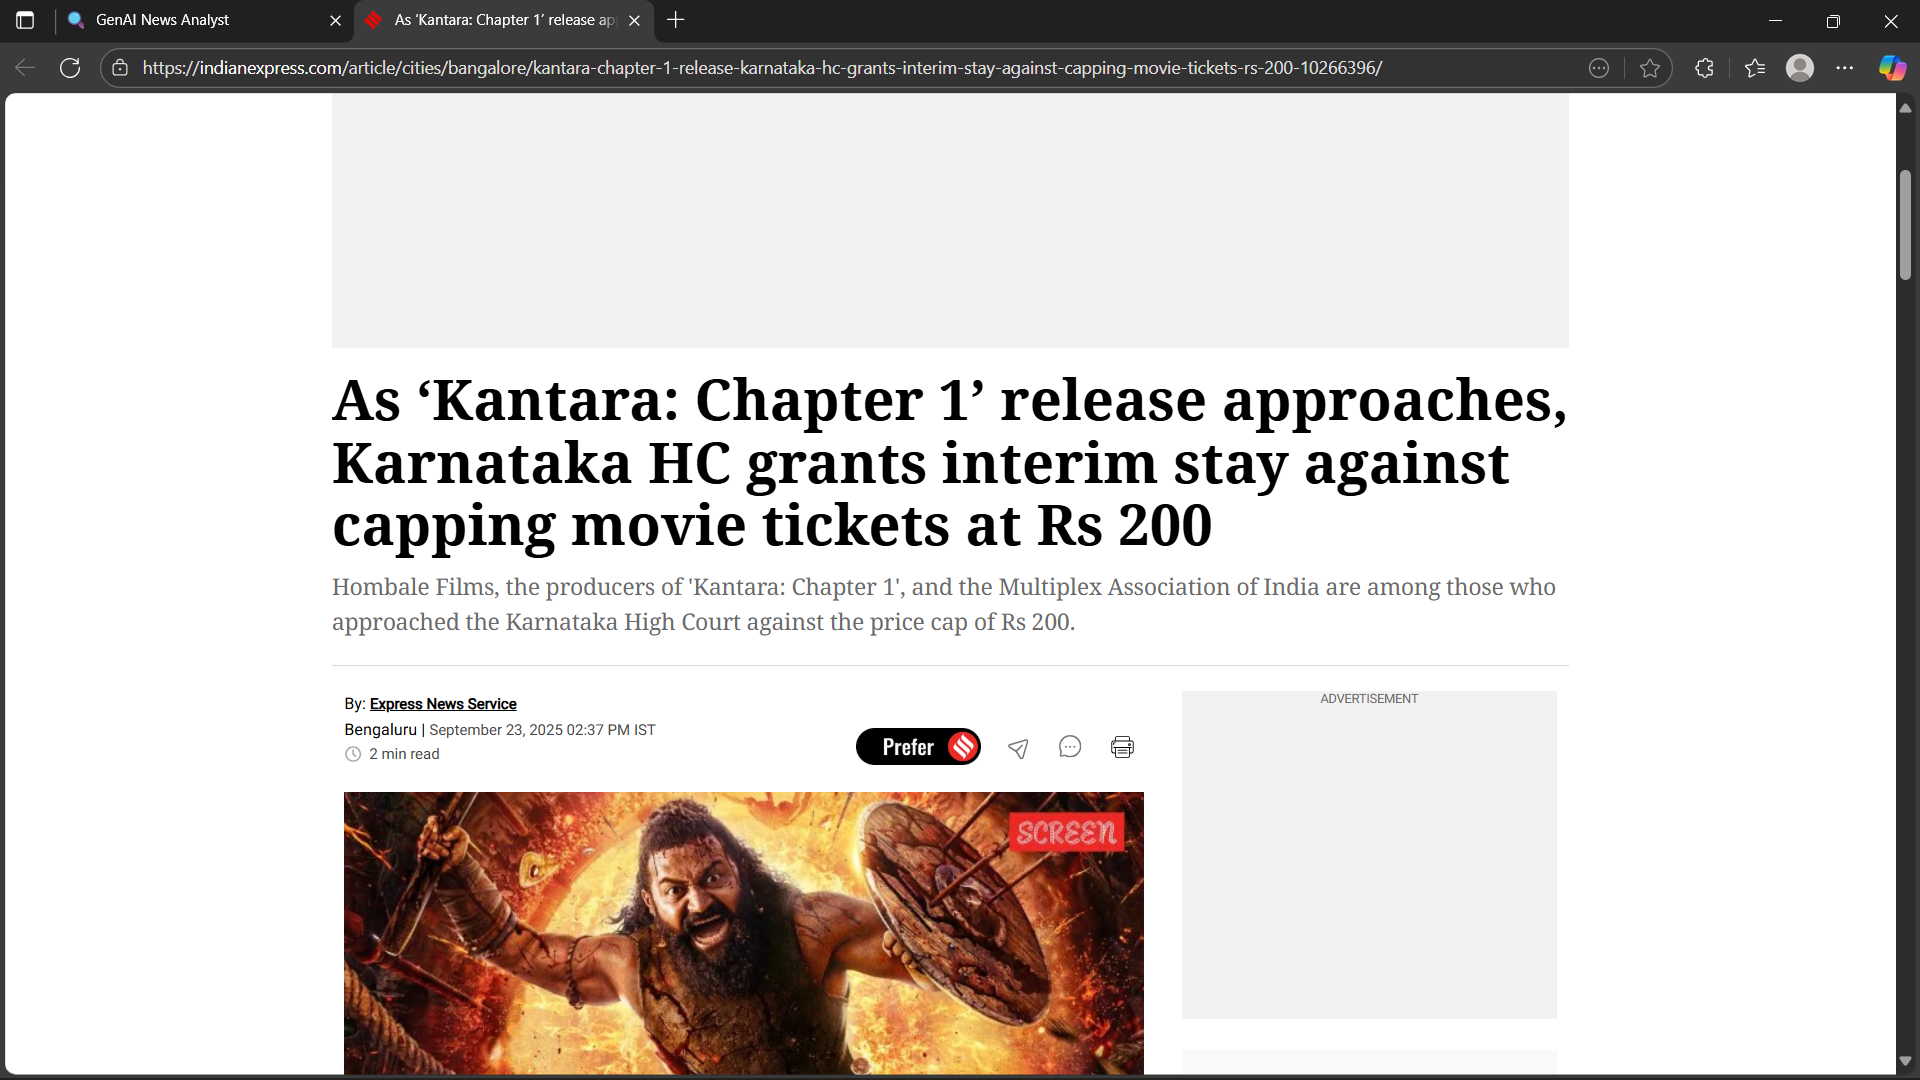 GenAI News Analyst
As ‘Kantara: Chapter 1’ release ap
https://indianexpress.com/article/cities/bangalore/kantara-chapter-1-release-karnataka-hc-grants-interim-stay-against-capping-movie-tickets-rs-200-10266396/
As ‘Kantara: Chapter 1’ release approaches,
Karnataka HC grants interim stay against
capping movie tickets at Rs 200
Hombale Films, the producers of 'Kantara: Chapter 1', and the Multiplex Association of India are among those who
approached the Karnataka High Court against the price cap of Rs 200.
By: Express News Service
Bengaluru | September 23, 2025 02:37 PM IST
2 min read
Prefer
ADVERTISEMENT
SCREEN